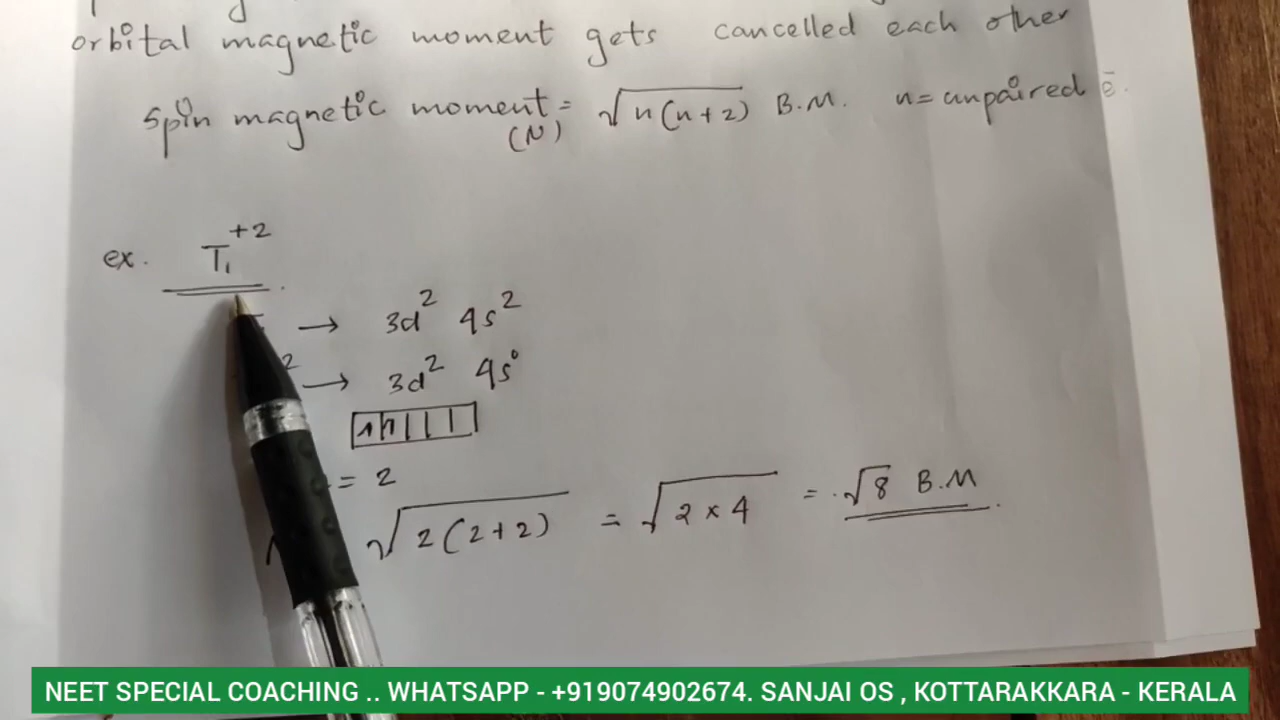 orbital magnetic moment gets cancelled each other
Spin magnetic moment = √n(n+2) B.M. n= unpaired e̅.
(μ)
ex. Ti+2
→ 3d2 4s2
2 → 3d2 4s0
= 2
√2(2+2) = √2 × 4 = √8 B.M
NEET SPECIAL COACHING .. WHATSAPP - +919074902674. SANJAI OS , KOTTARAKKARA - KERALA